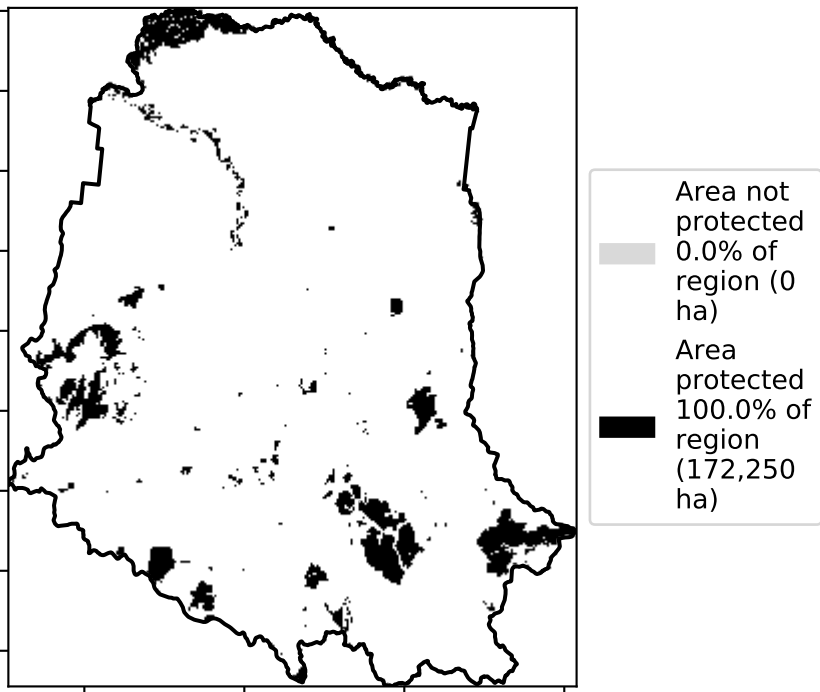 Area not
protected
0.0% of
region (0
ha)
Area
protected
100.0% of
region
(172,250
ha)